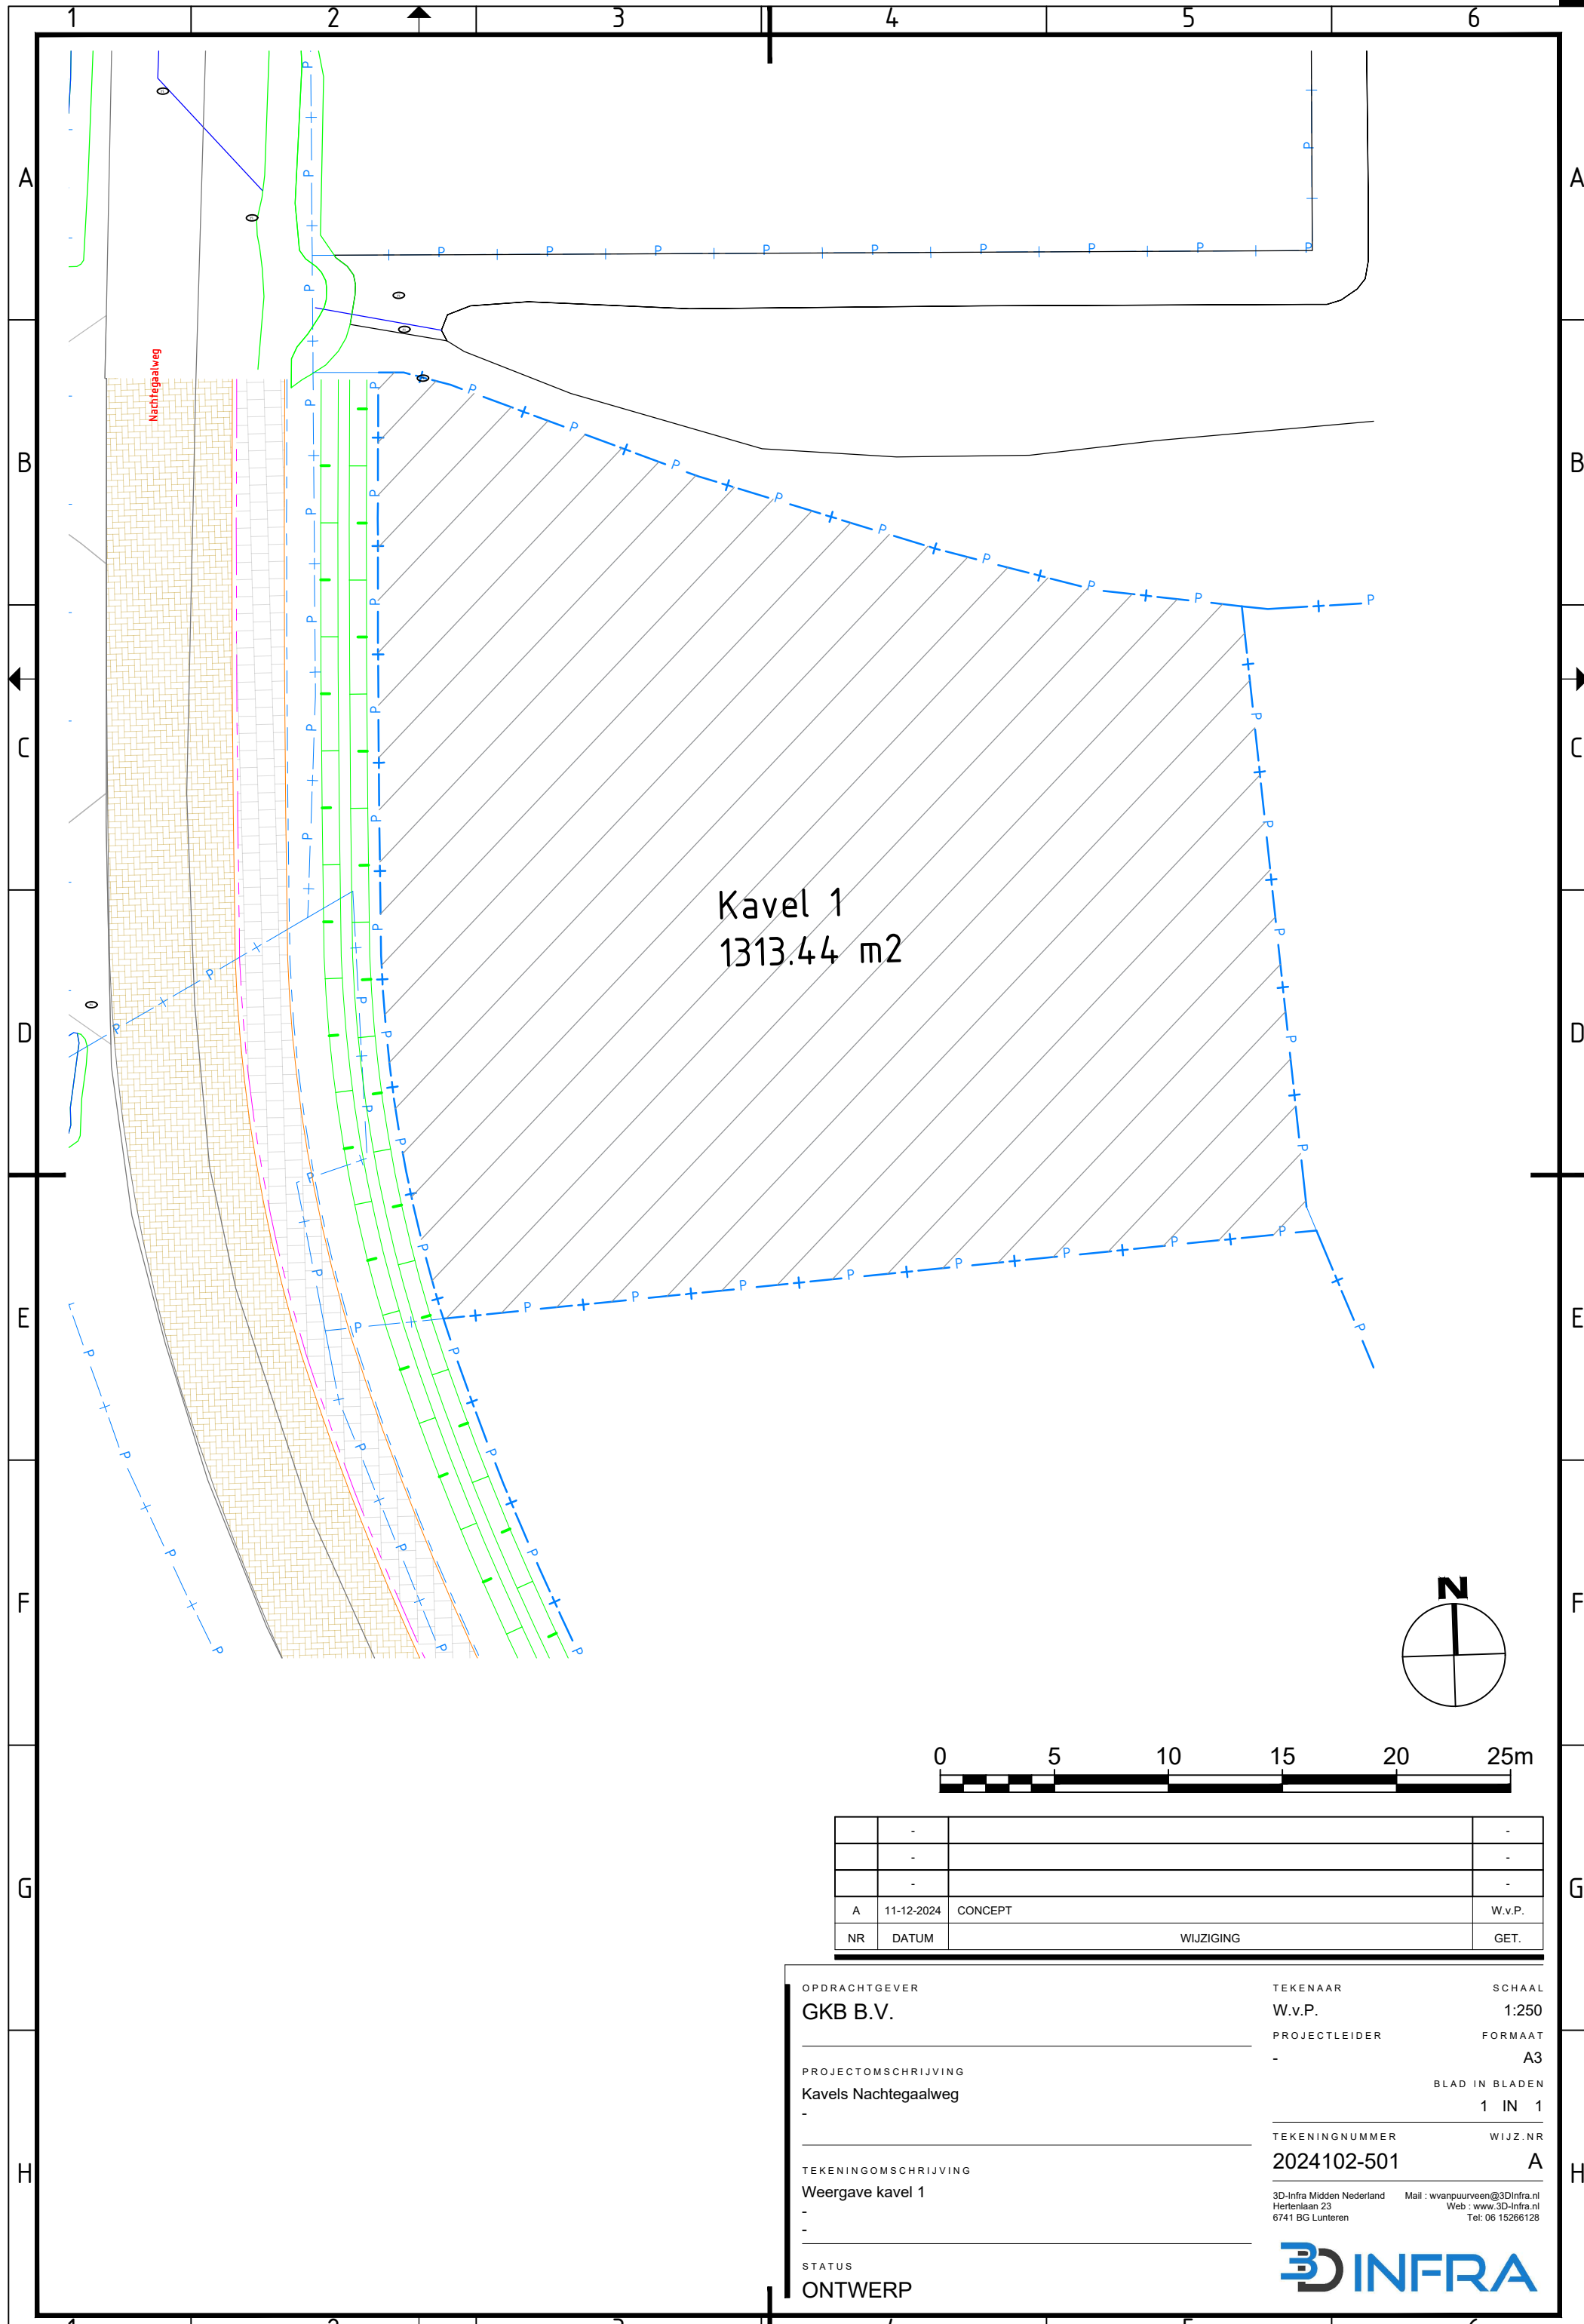 1 2 3 4 5 6
A A
Nachtegaalweg
B B
C C
Kavel 1
1313.44 m2
D D
E E
F F
N
0 5 10 15 20 25m
- -
- -
- -
A 11-12-2024 CONCEPT W.v.P.
NR DATUM WIJZIGING GET.
G G
OPDRACHTGEVER
GKB B.V.
PROJECTOMSCHRIJVING
Kavels Nachtegaalweg
-
TEKENINGOMSCHRIJVING
Weergave kavel 1
-
-
STATUS
ONTWERP
TEKENAAR SCHAAL
W.v.P. 1:250
PROJECTLEIDER FORMAAT
- A3
BLAD IN BLADEN
1 IN 1
TEKENINGNUMMER WIJZ.NR
2024102-501 A
3D-Infra Midden Nederland Mail : wvanpuurveen@3DInfra.nl
Hertenlaan 23 Web : www.3D-Infra.nl
6741 BG Lunteren Tel: 06 15266128
3D INFRA
H H